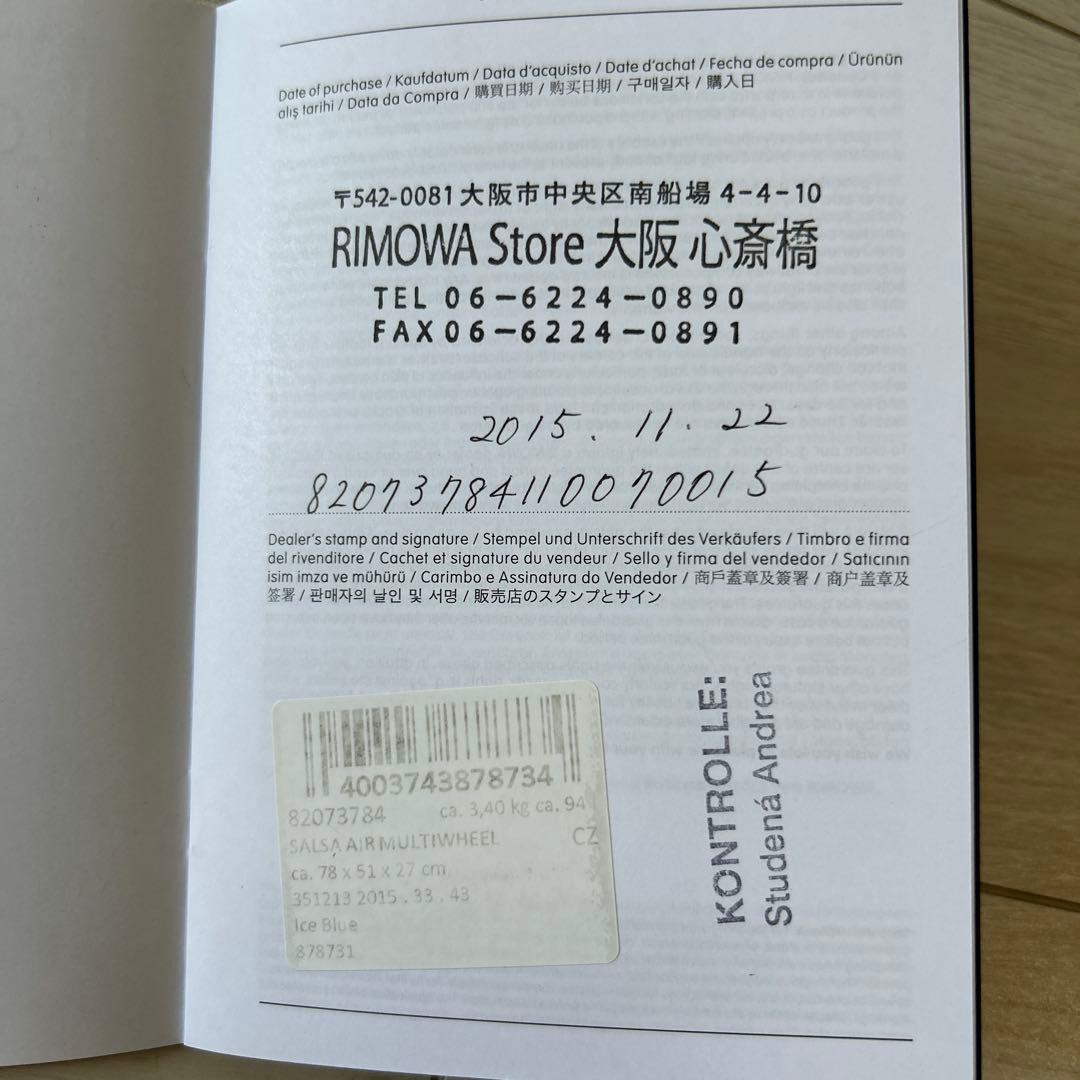 Date of purchase / Kaufdatum / Data d'acquisto / Date d'achat / Fecha de compra / Ürünün
alış tarihi / Data da Compra / 購買日期 / 购买日期 / 구매일자 / 購入日
〒542-0081 大阪市中央区南船場 4-4-10
RIMOWA Store 大阪 心斎橋
TEL 06-6224-0890
FAX 06-6224-0891
2015. 11. 22
82073784110070015
Dealer's stamp and signature / Stempel und Unterschrift des Verkäufers / Timbro e firma
del rivenditore / Cachet et signature du vendeur / Sello y firma del vendedor / Satıcının
isim imza ve mühürü / Carimbo e Assinatura do Vendedor / 商戶蓋章及簽署 / 商户盖章及
签署 / 판매자의 날인 및 서명 / 販売店のスタンプとサイン
4003743878734
82073784 ca. 3,40 kg ca. 94
SALSA AIR MULTIWHEEL CZ
ca. 78 x 51 x 27 cm
351213 2015 . 33 . 43
Ice Blue
878731
KONTROLLE:
Studená Andrea